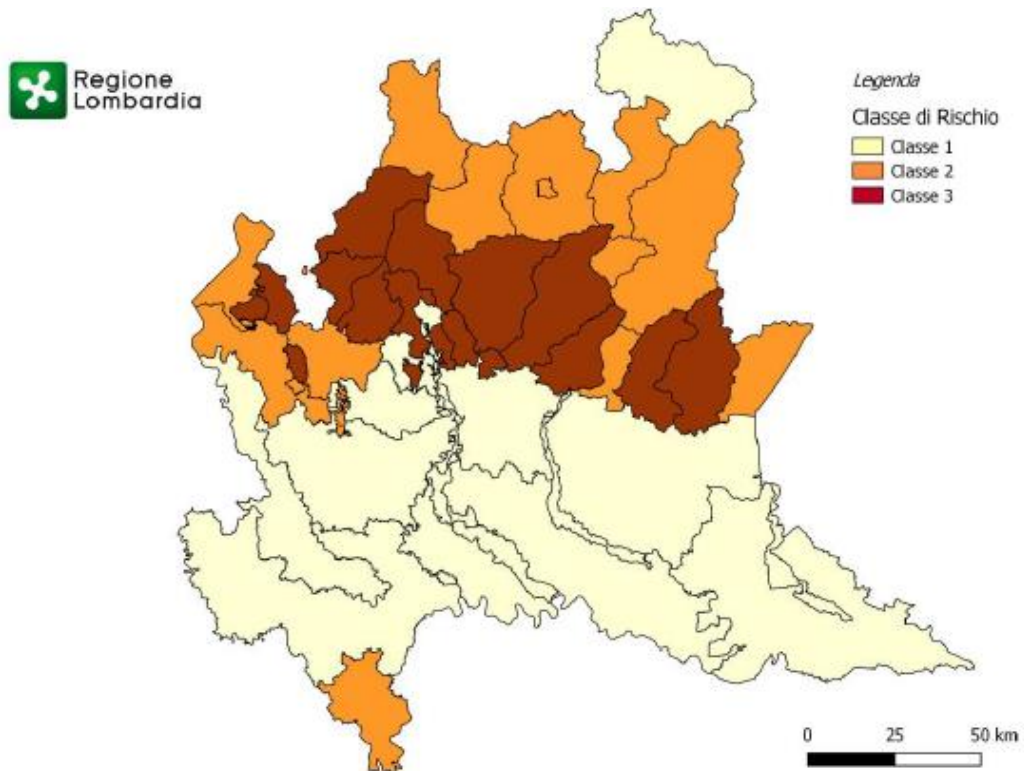 Regione
Lombardia
Legenda
Classe di Rischio
Classe 1
Classe 2
Classe 3
0 25 50 km